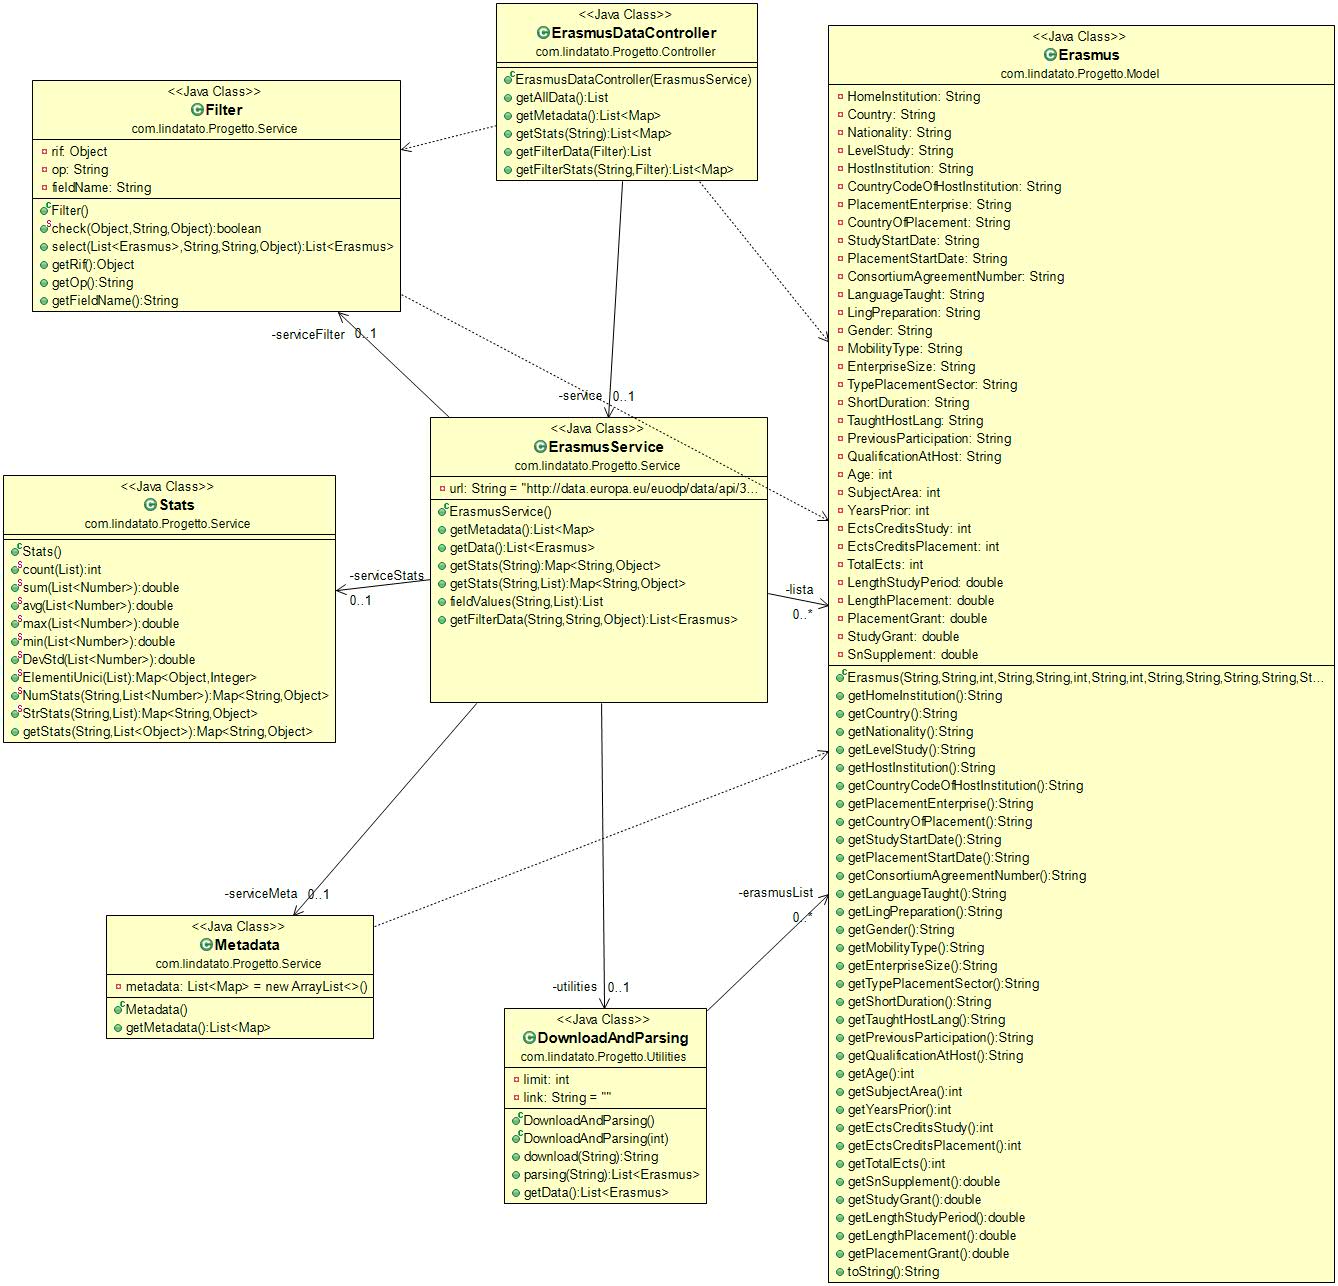 <<Java Class>>
ErasmusDataController
com.lindatato.Progetto.Controller
ErasmusDataController(ErasmusService)
getAllData():List
getMetadata():List<Map>
getStats(String):List<Map>
getFilterData(Filter):List
getFilterStats(String,Filter):List<Map>
<<Java Class>>
Filter
com.lindatato.Progetto.Service
rif: Object
op: String
fieldName: String
Filter()
check(Object,String,Object):boolean
select(List<Erasmus>,String,String,Object):List<Erasmus>
getRif():Object
getOp():String
getFieldName():String
-serviceFilter 0..1
-service 0..1
<<Java Class>>
ErasmusService
com.lindatato.Progetto.Service
url: String = "http://data.europa.eu/euodp/data/api/3...
ErasmusService()
getMetadata():List<Map>
getData():List<Erasmus>
getStats(String):Map<String,Object>
getStats(String,List):Map<String,Object>
fieldValues(String,List):List
getFilterData(String,String,Object):List<Erasmus>
<<Java Class>>
Stats
com.lindatato.Progetto.Service
Stats()
count(List):int
sum(List<Number>):double
avg(List<Number>):double
max(List<Number>):double
min(List<Number>):double
DevStd(List<Number>):double
ElementiUnici(List):Map<Object,Integer>
NumStats(String,List<Number>):Map<String,Object>
StrStats(String,List):Map<String,Object>
getStats(String,List<Object>):Map<String,Object>
-serviceStats
0..1
-lista
0..*
-serviceMeta 0..1
<<Java Class>>
Metadata
com.lindatato.Progetto.Service
metadata: List<Map> = new ArrayList<>()
Metadata()
getMetadata():List<Map>
-utilities 0..1
-erasmusList
0..*
<<Java Class>>
DownloadAndParsing
com.lindatato.Progetto.Utilities
limit: int
link: String = ""
DownloadAndParsing()
DownloadAndParsing(int)
download(String):String
parsing(String):List<Erasmus>
getData():List<Erasmus>
<<Java Class>>
Erasmus
com.lindatato.Progetto.Model
HomeInstitution: String
Country: String
Nationality: String
LevelStudy: String
HostInstitution: String
CountryCodeOfHostInstitution: String
PlacementEnterprise: String
CountryOfPlacement: String
StudyStartDate: String
PlacementStartDate: String
ConsortiumAgreementNumber: String
LanguageTaught: String
LingPreparation: String
Gender: String
MobilityType: String
EnterpriseSize: String
TypePlacementSector: String
ShortDuration: String
TaughtHostLang: String
PreviousParticipation: String
QualificationAtHost: String
Age: int
SubjectArea: int
YearsPrior: int
EctsCreditsStudy: int
EctsCreditsPlacement: int
TotalEcts: int
LengthStudyPeriod: double
LengthPlacement: double
PlacementGrant: double
StudyGrant: double
SnSupplement: double
Erasmus(String,String,int,String,String,int,String,int,String,String,String,String,St...
getHomeInstitution():String
getCountry():String
getNationality():String
getLevelStudy():String
getHostInstitution():String
getCountryCodeOfHostInstitution():String
getPlacementEnterprise():String
getCountryOfPlacement():String
getStudyStartDate():String
getPlacementStartDate():String
getConsortiumAgreementNumber():String
getLanguageTaught():String
getLingPreparation():String
getGender():String
getMobilityType():String
getEnterpriseSize():String
getTypePlacementSector():String
getShortDuration():String
getTaughtHostLang():String
getPreviousParticipation():String
getQualificationAtHost():String
getAge():int
getSubjectArea():int
getYearsPrior():int
getEctsCreditsStudy():int
getEctsCreditsPlacement():int
getTotalEcts():int
getSnSupplement():double
getStudyGrant():double
getLengthStudyPeriod():double
getLengthPlacement():double
getPlacementGrant():double
toString():String